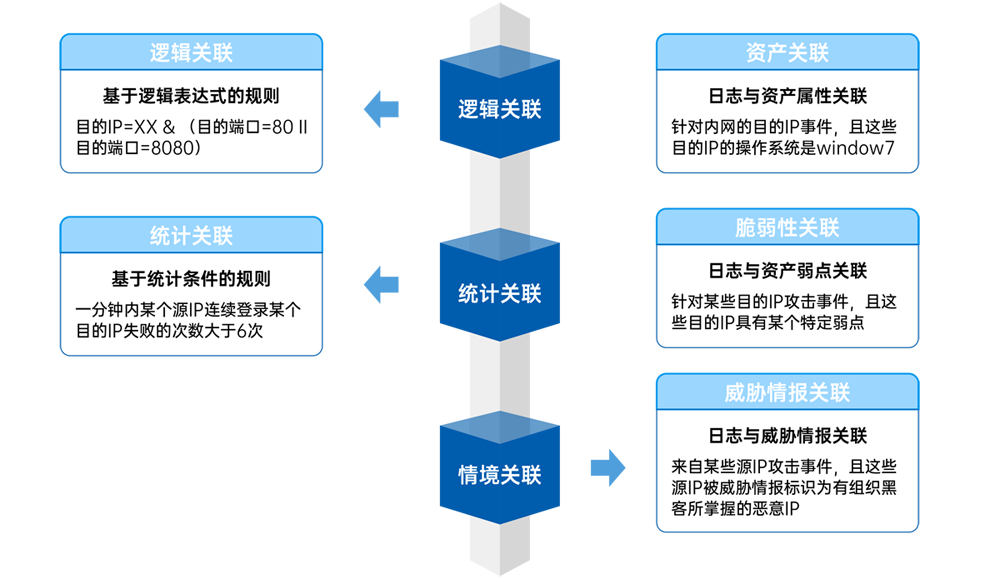 逻辑关联
基于逻辑表达式的规则
目的IP=XX & （目的端口=80 II
目的端口=8080）
统计关联
基于统计条件的规则
一分钟内某个源IP连续登录某个
目的IP失败的次数大于6次
逻辑关联
统计关联
情境关联
资产关联
日志与资产属性关联
针对内网的目的IP事件，且这些
目的IP的操作系统是window7
脆弱性关联
日志与资产弱点关联
针对某些目的IP攻击事件，且这
些目的IP具有某个特定弱点
威胁情报关联
日志与威胁情报关联
来自某些源IP攻击事件，且这些
源IP被威胁情报标识为有组织黑
客所掌握的恶意IP